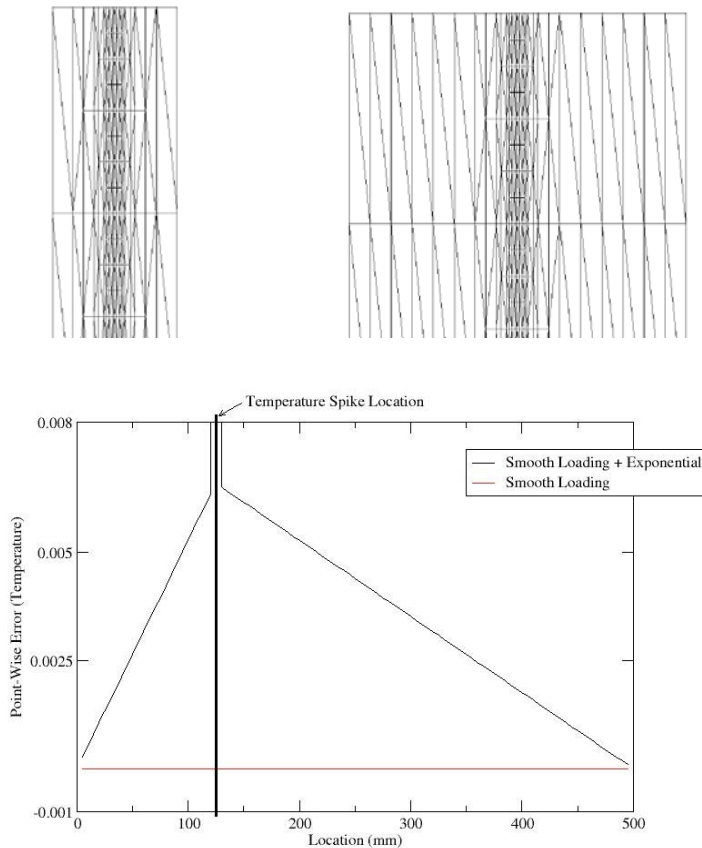 Temperature Spike Location
0.008
0.005
0.0025
-0.001
Point-Wise Error (Temperature)
Smooth Loading + Exponential
Smooth Loading
0
100
200
300
400
500
Location (mm)